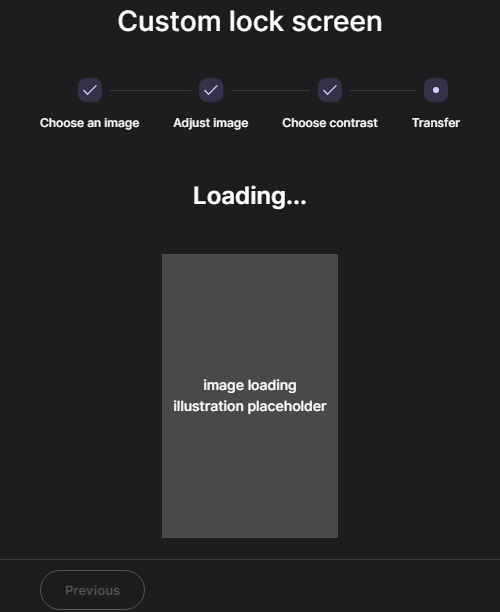 Custom lock screen
Choose an image
Adjust image
Choose contrast
Transfer
Loading...
image loading
illustration placeholder
Previous